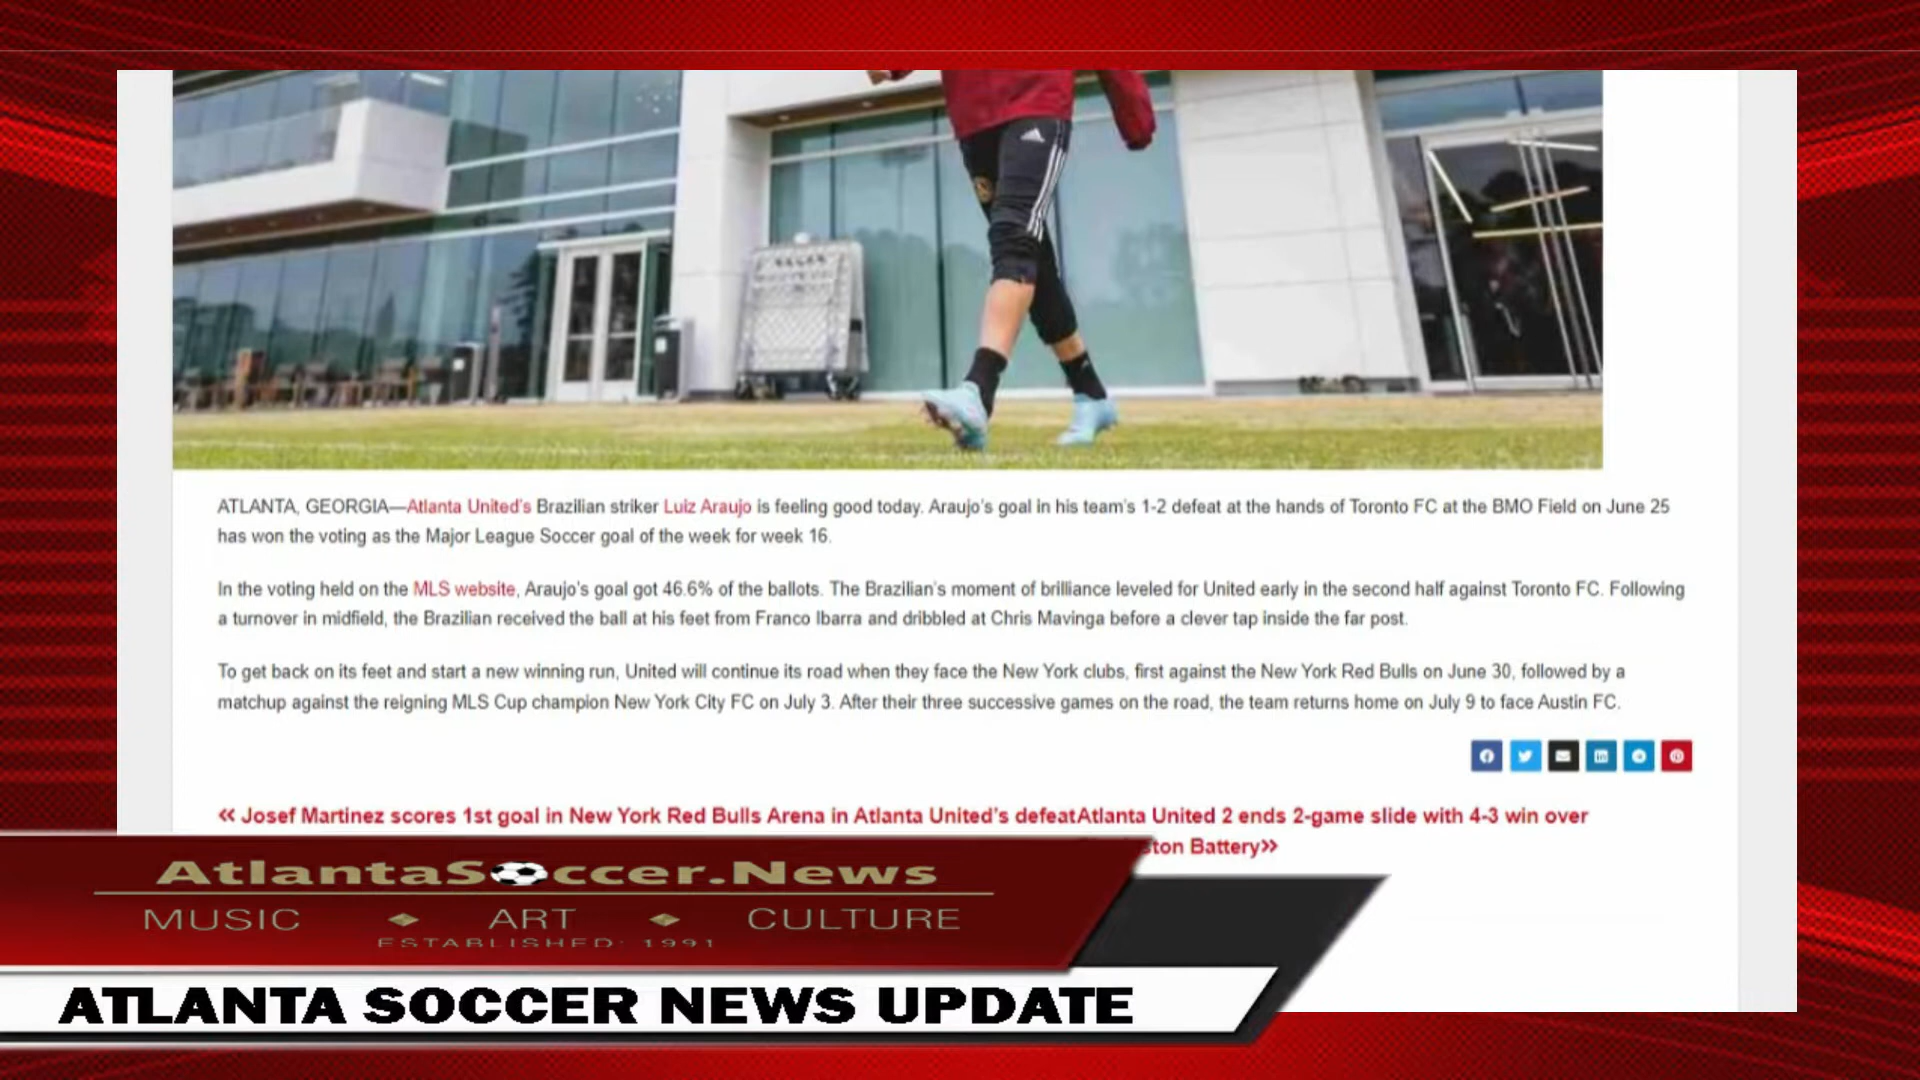 ATLANTA, GEORGIA—Atlanta United's Brazilian striker Luiz Araujo is feeling good today. Araujo's goal in his team's 1-2 defeat at the hands of Toronto FC at the BMO Field on June 25
has won the voting as the Major League Soccer goal of the week for week 16.
In the voting held on the MLS website, Araujo's goal got 46.6% of the ballots. The Brazilian's moment of brilliance leveled for United early in the second half against Toronto FC. Following
a turnover in midfield, the Brazilian received the ball at his feet from Franco Ibarra and dribbled at Chris Mavinga before a clever tap inside the far post.
To get back on its feet and start a new winning run, United will continue its road when they face the New York clubs, first against the New York Red Bulls on June 30, followed by a
matchup against the reigning MLS Cup champion New York City FC on July 3. After their three successive games on the road, the team returns home on July 9 to face Austin FC.
« Josef Martinez scores 1st goal in New York Red Bulls Arena in Atlanta United's defeat
Atlanta United 2 ends 2-game slide with 4-3 win over
Battery»
AtlantaSoccer.News
MUSIC ART CULTURE
ESTABLISHED: 1991
ATLANTA SOCCER NEWS UPDATE